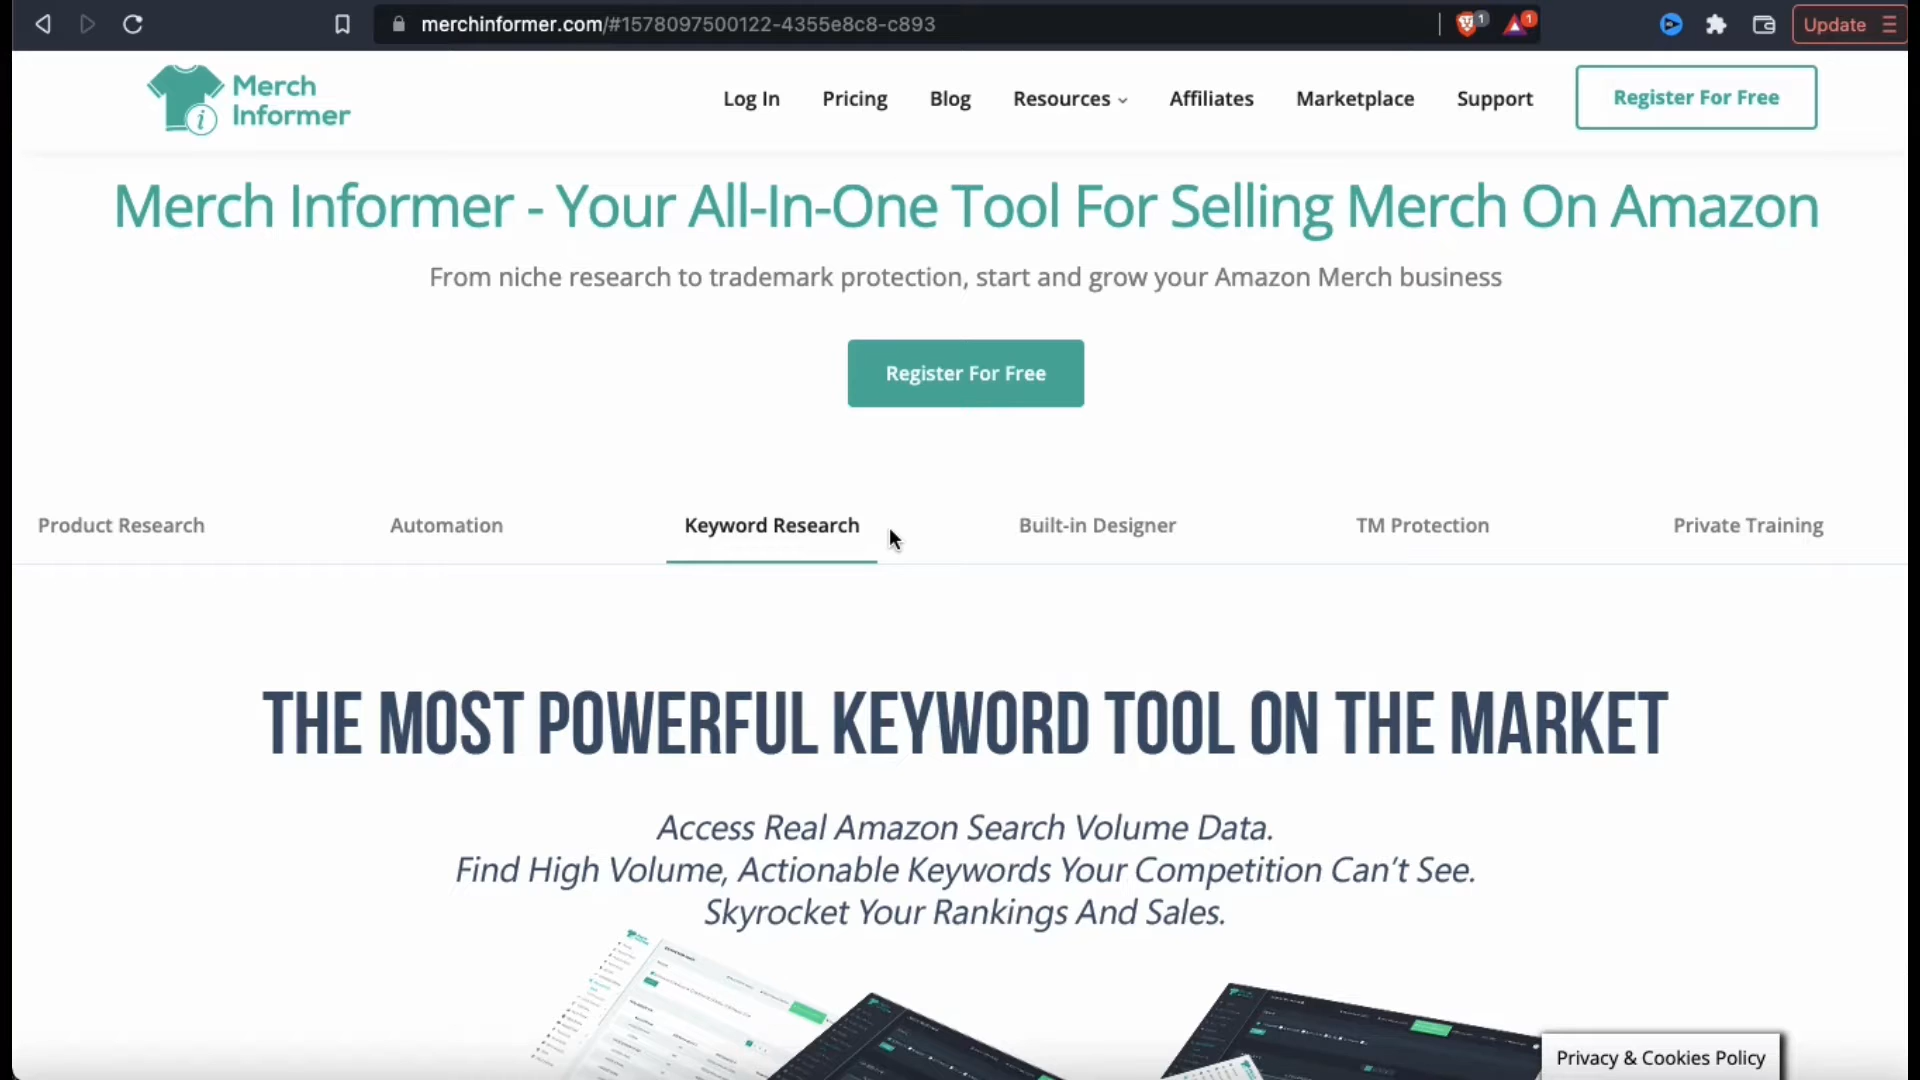 merchinformer.com/#1578097500122-4355e8c8-c893
1
1
Update
Merch
Informer
Log In
Pricing
Blog
Resources
Affiliates
Marketplace
Support
Register For Free
Merch Informer - Your All-In-One Tool For Selling Merch On Amazon
From niche research to trademark protection, start and grow your Amazon Merch business
Register For Free
Product Research
Automation
Keyword Research
Built-in Designer
TM Protection
Private Training
THE MOST POWERFUL KEYWORD TOOL ON THE MARKET
Access Real Amazon Search Volume Data.
Find High Volume, Actionable Keywords Your Competition Can't See.
Skyrocket Your Rankings And Sales.
Privacy & Cookies Policy